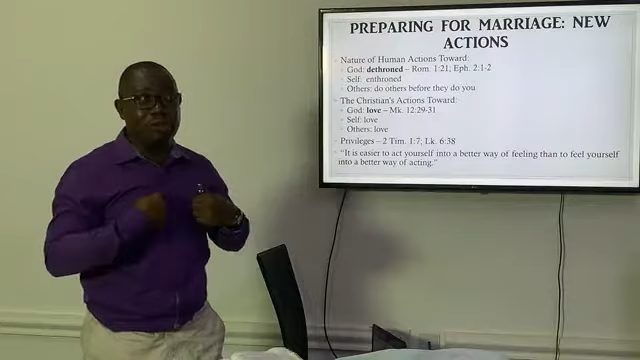 PREPARING FOR MARRIAGE: NEW
ACTIONS
Nature of Human Actions Toward:
God: dethroned – Rom. 1:21; Eph. 2:1-2
Self: enthroned
Others: do others before they do you
The Christian's Actions Toward:
God: love – Mk. 12:29-31
Self: love
Others: love
Privileges – 2 Tim. 1:7; Lk. 6:38
"It is easier to act yourself into a better way of feeling than to feel yourself
into a better way of acting."